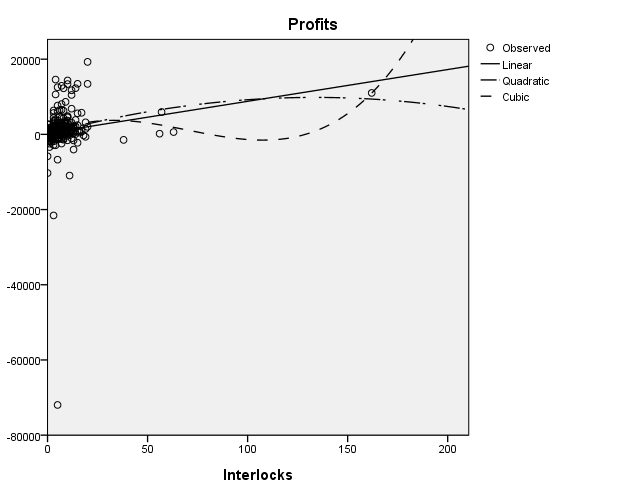 Profits
Observed
Linear
Quadratic
Cubic
20000
0
-20000
-40000
-60000
-80000
0 50 100 150 200
Interlocks